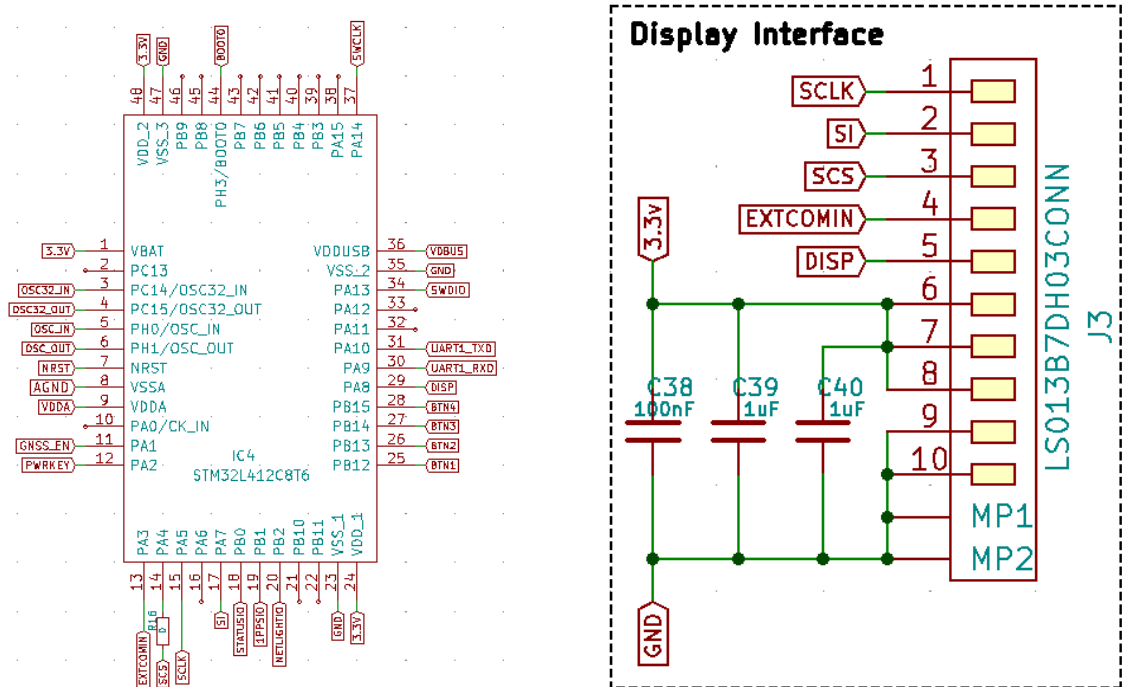 3.3V
GND
BOOT0
SWCLK
48
47
46
45
44
43
42
41
40
39
38
37
VDD_2
VSS_3
PB9
PB8
PH3/BOOT0
PB7
PB6
PB5
PB4
PB3
PA15
PA14
3.3V 1 VBAT
2 PC13
OSC32_IN 3 PC14/OSC32_IN
OSC32_OUT 4 PC15/OSC32_OUT
OSC_IN 5 PH0/OSC_IN
OSC_OUT 6 PH1/OSC_OUT
NRST 7 NRST
AGND 8 VSSA
VDDA 9 VDDA
10 PA0/CK_IN
GNSS_EN 11 PA1
PWRKEY 12 PA2
VDDUSB 36 VDBUS
VSS_2 35 GND
PA13 34 SWDIO
PA12 33
PA11 32
PA10 31 UART1_TXD
PA9 30 UART1_RXD
PA8 29 DISP
PB15 28 BTN4
PB14 27 BTN3
PB13 26 BTN2
PB12 25 BTN1
IC4
STM32L412C8T6
PA3
PA4
PA5
PA6
PA7
PB0
PB1
PB2
PB10
PB11
VSS_1
VDD_1
13
14
15
16
17
18
19
20
21
22
23
24
R16
0
EXTCOMIN
SCS
SCLK
SI
STATUSIO
1PPSIO
NETLIGHTIO
GND
3.3V
Display Interface
SCLK 1
SI 2
SCS 3
EXTCOMIN 4
DISP 5
6
7
8
9
10
MP1
MP2
3.3V
C38
100nF
C39
1uF
C40
1uF
GND
LS013B7DH03CONN
J3